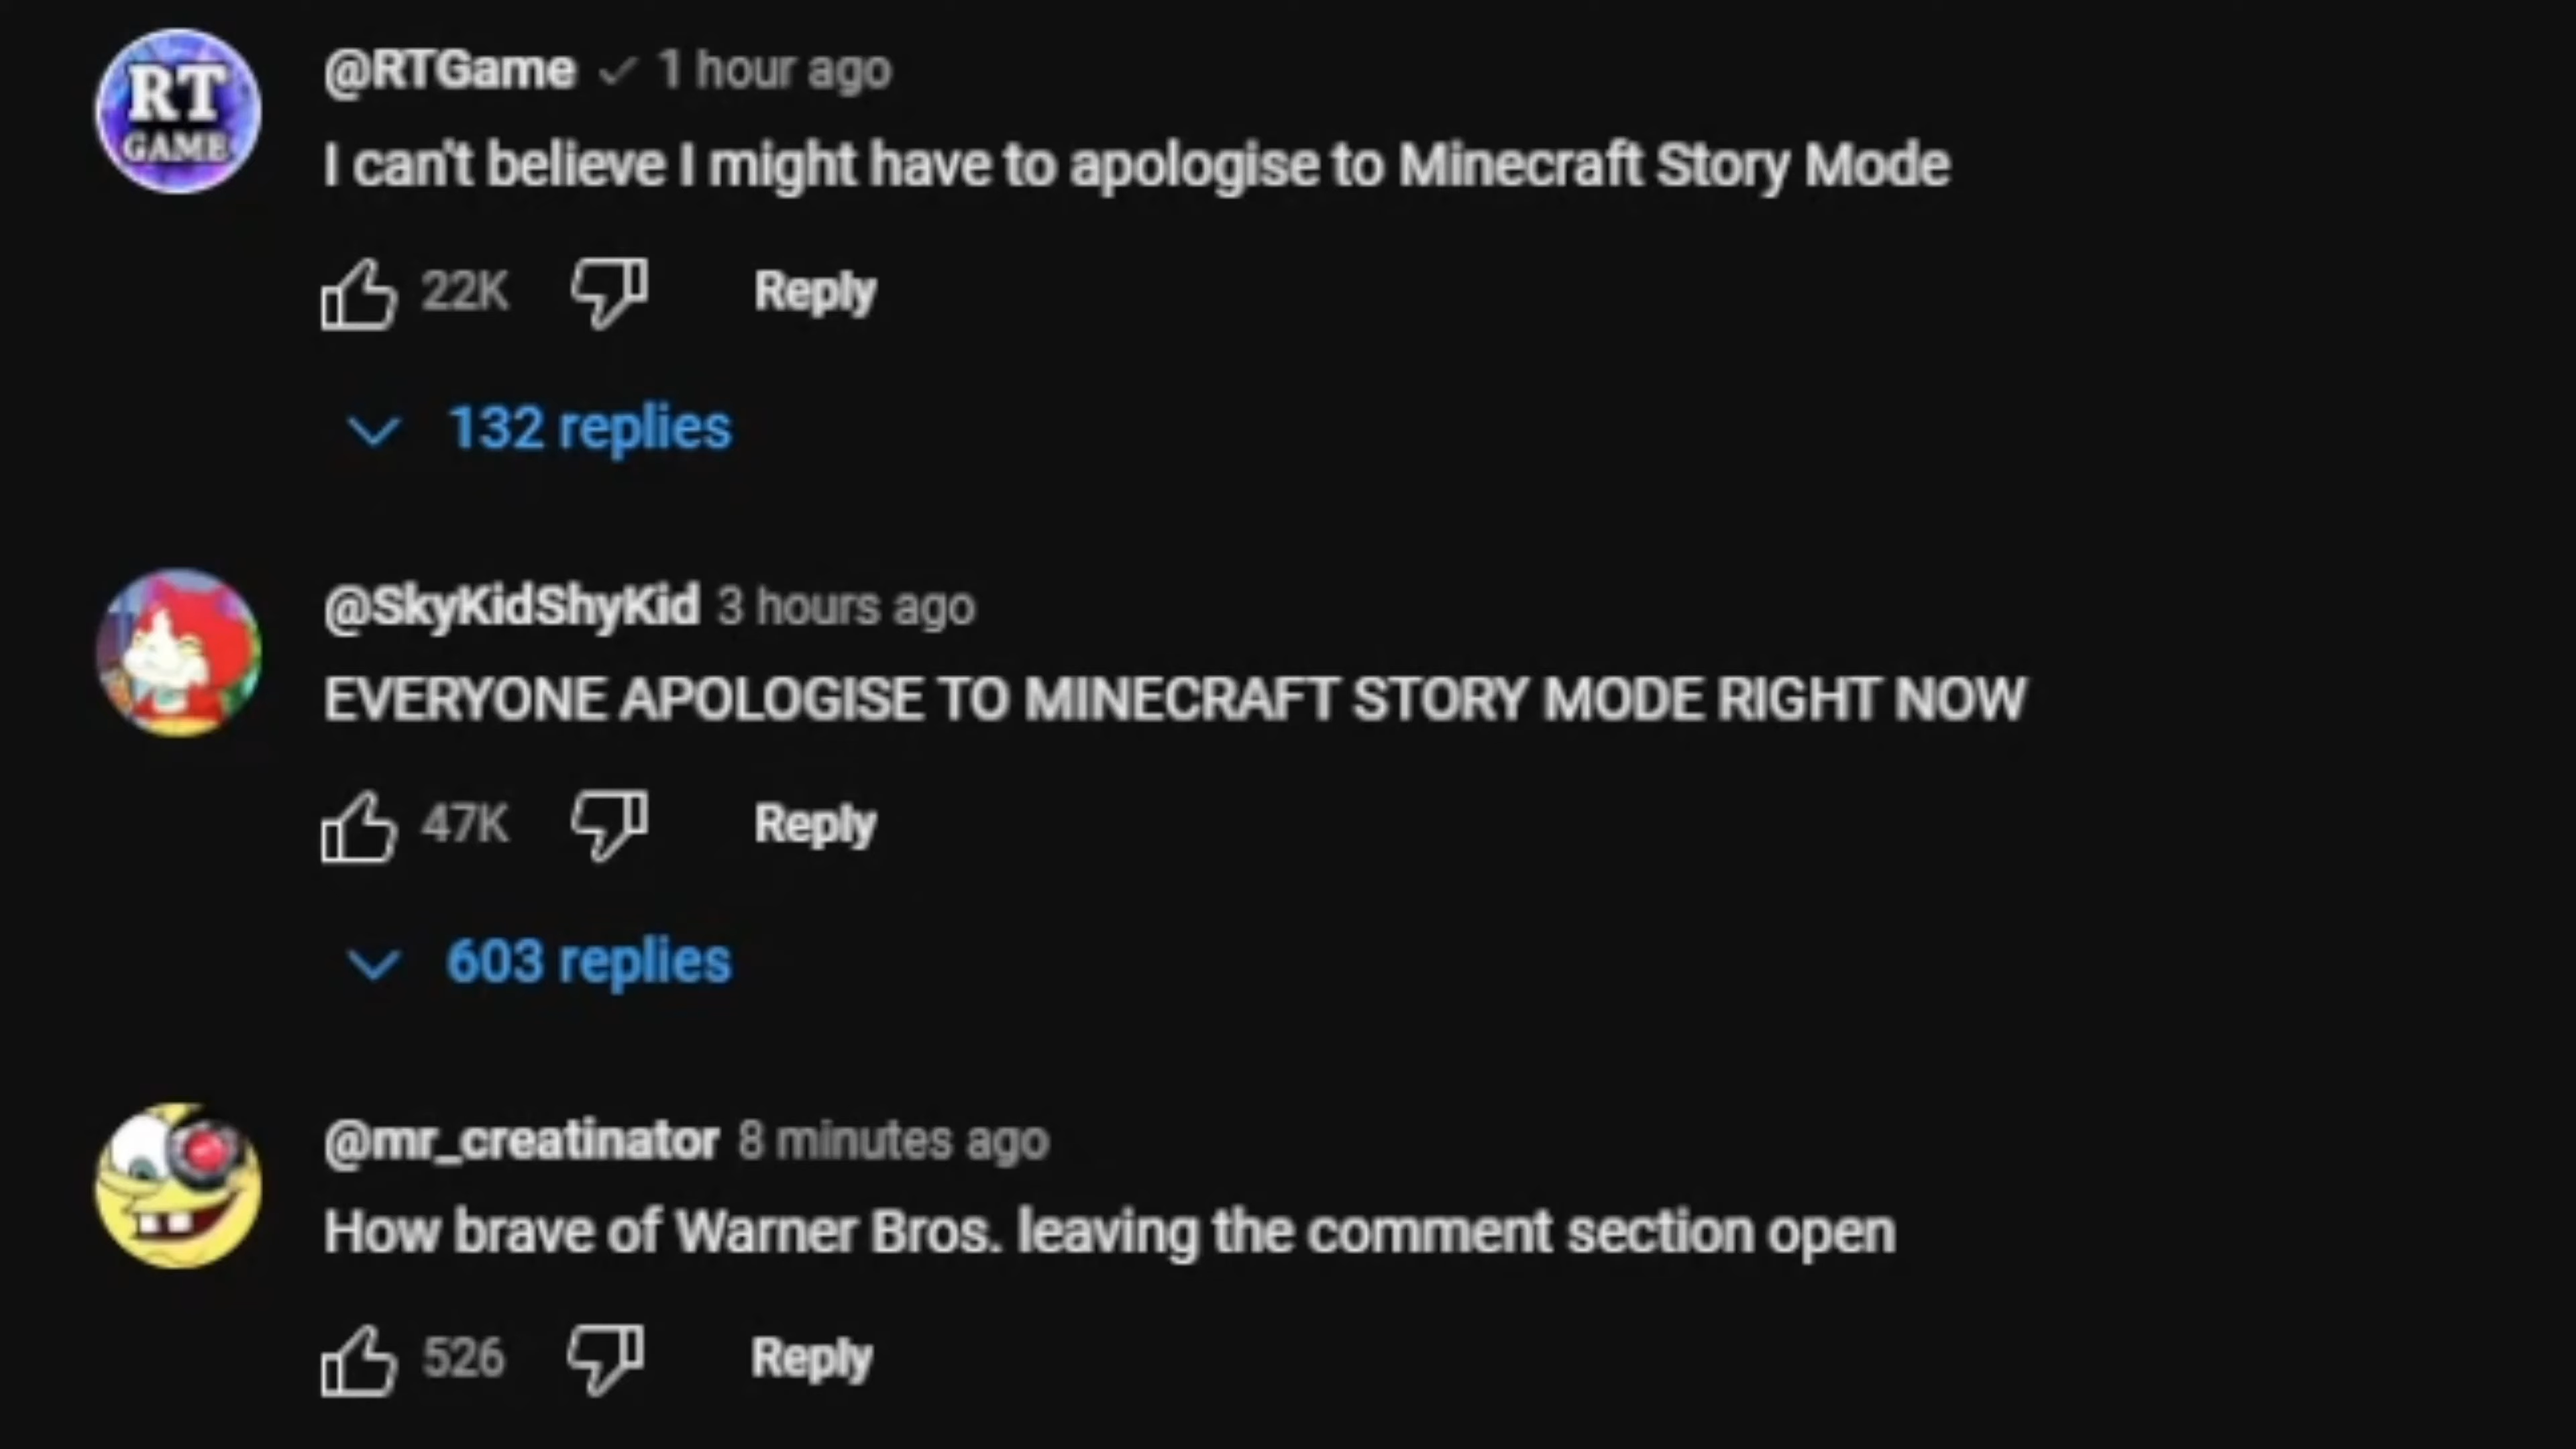 RT
GAME
@RTGame 1 hour ago
I can't believe I might have to apologise to Minecraft Story Mode
22K Reply
132 replies
@SkyKidShyKid 3 hours ago
EVERYONE APOLOGISE TO MINECRAFT STORY MODE RIGHT NOW
47K Reply
603 replies
@mr_creatinator 8 minutes ago
How brave of Warner Bros. leaving the comment section open
526 Reply